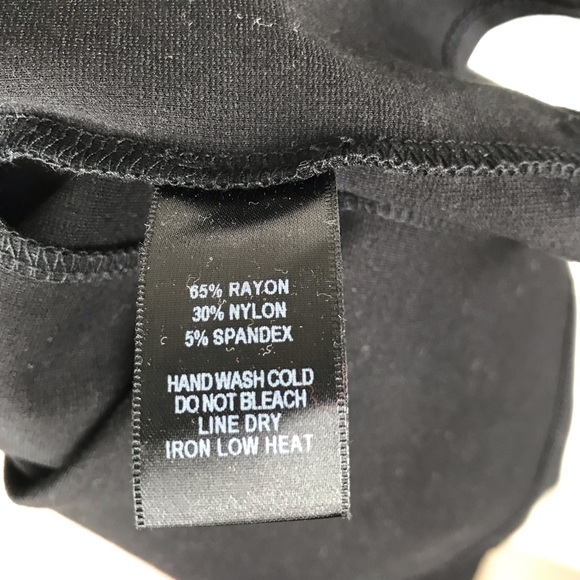 65% RAYON
30% NYLON
5% SPANDEX
HAND WASH COLD
DO NOT BLEACH
LINE DRY
IRON LOW HEAT